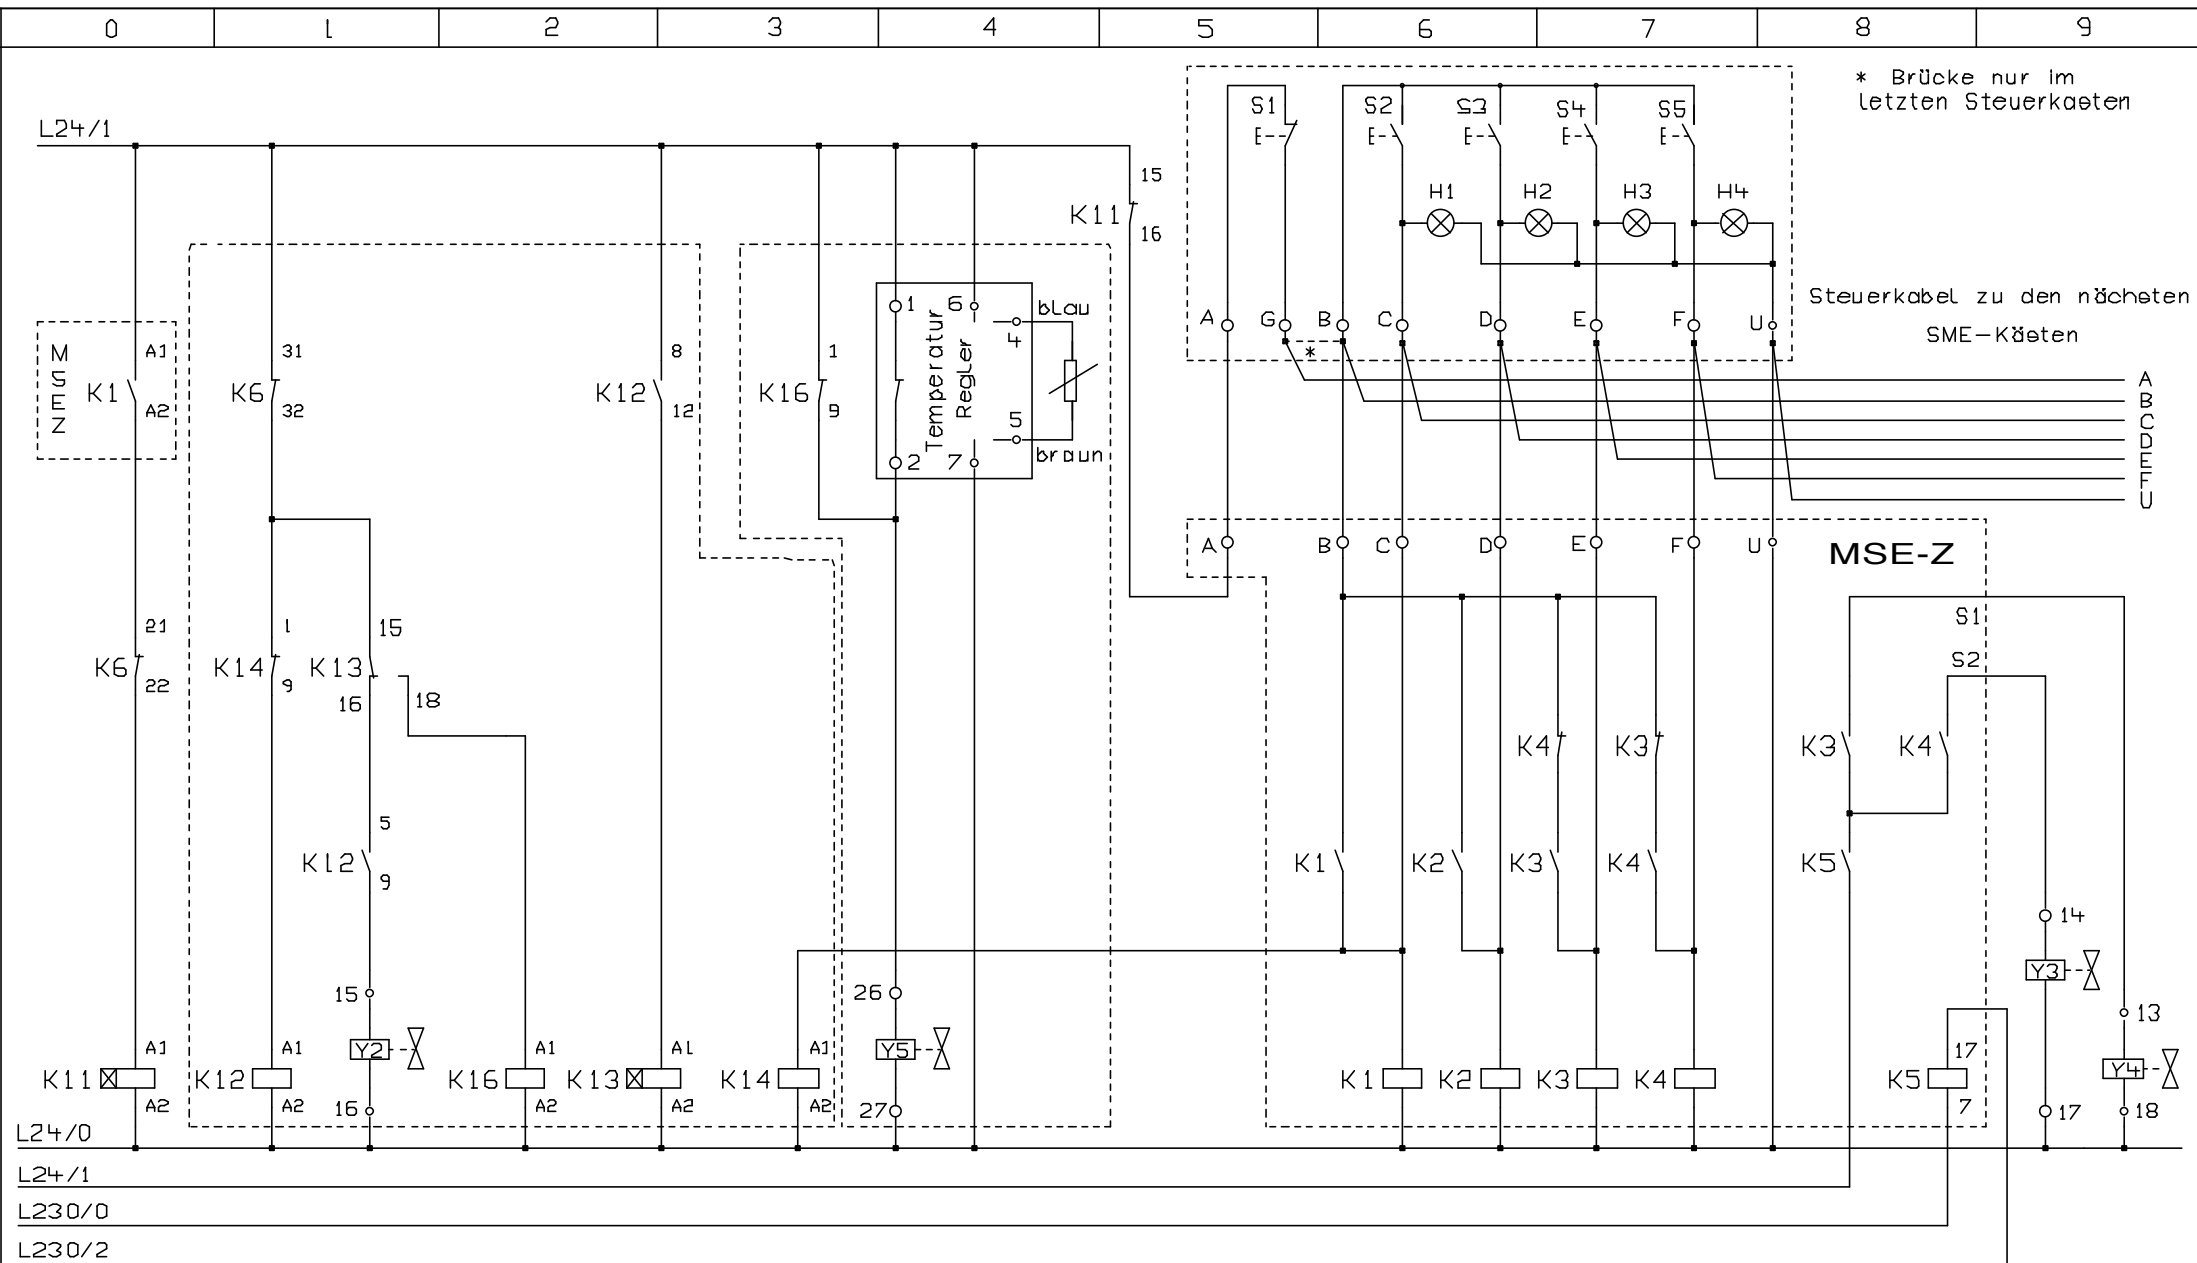 0 1 2 3 4 5 6 7 8 9
* Brücke nur im
letzten Steuerkasten
L24/1
S1 S2 S3 S4 S5
15
K11
16
H1 H2 H3 H4
Steuerkabel zu den nächsten
SME-Kästen
A G B C D E F U
*
A
B
C
D
E
F
U
MSEZ
A1
K1
A2
31
K6
32
8
K12
12
1
K16
9
1 6
Temperatur
Regler
2 7
blau
4
5
braun
A B C D E F U
MSE-Z
21
K6
22
1
K14
9
15
K13
16 18
5
K12
9
S1
S2
K4 K3 K3 K4
K1 K2 K3 K4 K5
14
Y3
17
13
Y4
18
15
Y2
16
26
Y5
27
A1
K11
A2
A1
K12
A2
A1
K16
A2
A1
K13
A2
A1
K14
A2
K1 K2 K3 K4
17
K5
7
L24/0
L24/1
L230/0
L230/2